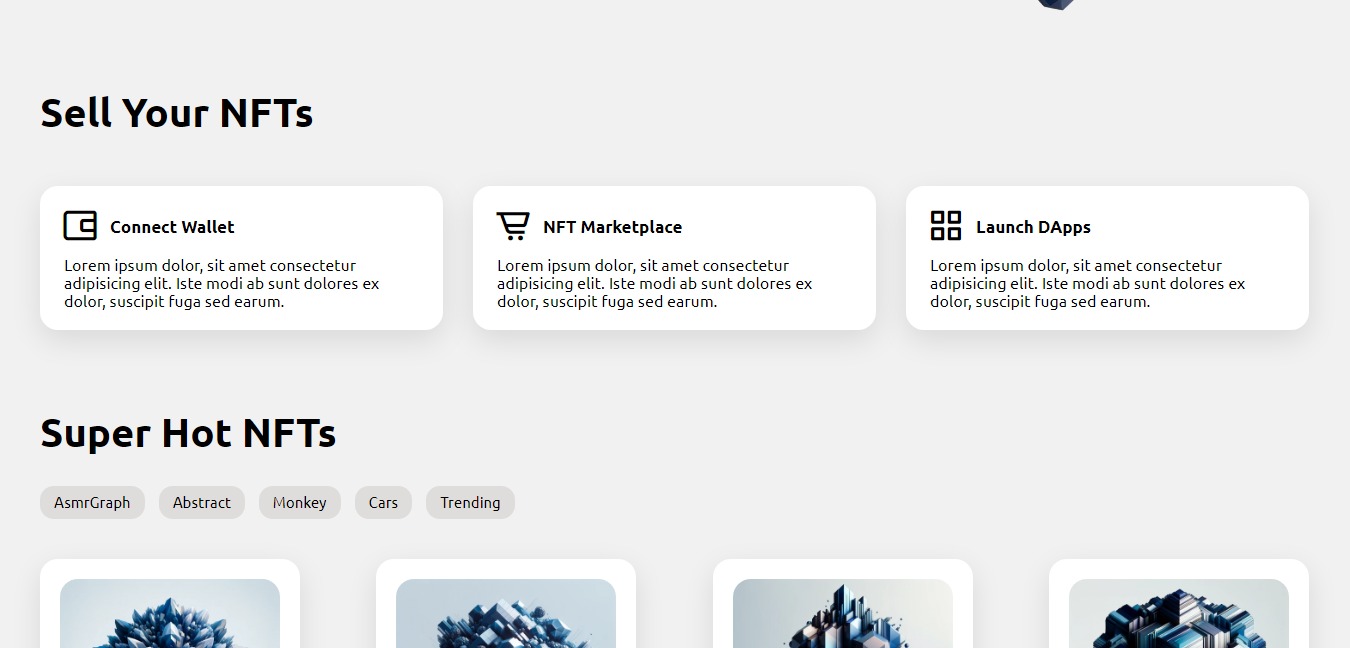 Sell Your NFTs
Connect Wallet
Lorem ipsum dolor, sit amet consectetur
adipisicing elit. Iste modi ab sunt dolores ex
dolor, suscipit fuga sed earum.
NFT Marketplace
Lorem ipsum dolor, sit amet consectetur
adipisicing elit. Iste modi ab sunt dolores ex
dolor, suscipit fuga sed earum.
Launch DApps
Lorem ipsum dolor, sit amet consectetur
adipisicing elit. Iste modi ab sunt dolores ex
dolor, suscipit fuga sed earum.
Super Hot NFTs
AsmrGraph
Abstract
Monkey
Cars
Trending